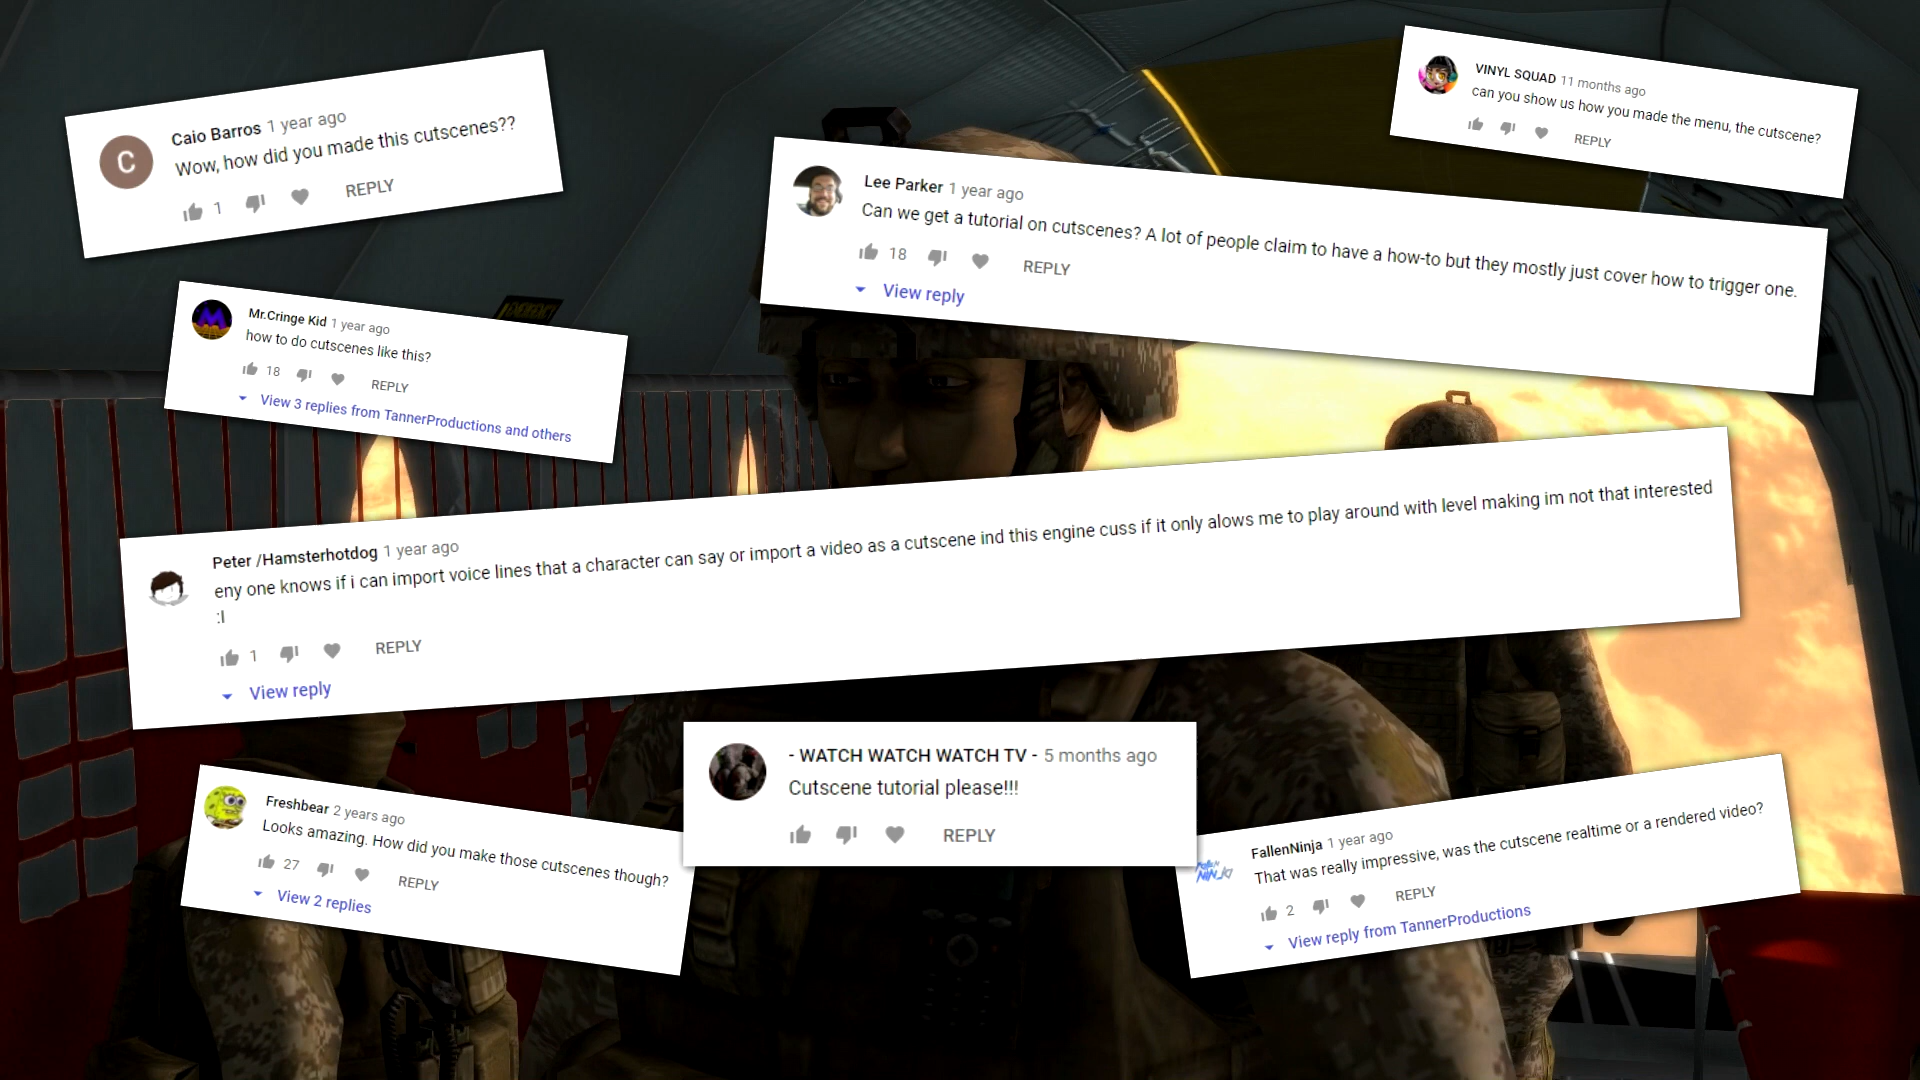 C
Caio Barros 1 year ago
Wow, how did you made this cutscenes??
1 REPLY
VINYL SQUAD 11 months ago
can you show us how you made the menu, the cutscene?
REPLY
Lee Parker 1 year ago
Can we get a tutorial on cutscenes? A lot of people claim to have a how-to but they mostly just cover how to trigger one.
18 REPLY
View reply
Mr.Cringe Kid 1 year ago
how to do cutscenes like this?
18 REPLY
View 3 replies from TannerProductions and others
Peter /Hamsterhotdog 1 year ago
eny one knows if i can import voice lines that a character can say or import a video as a cutscene ind this engine cuss if it only alows me to play around with level making im not that interested
:l
1 REPLY
View reply
- WATCH WATCH WATCH TV - 5 months ago
Cutscene tutorial please!!!
REPLY
Freshbear 2 years ago
Looks amazing. How did you make those cutscenes though?
27 REPLY
View 2 replies
FallenNinja 1 year ago
That was really impressive, was the cutscene realtime or a rendered video?
2 REPLY
View reply from TannerProductions